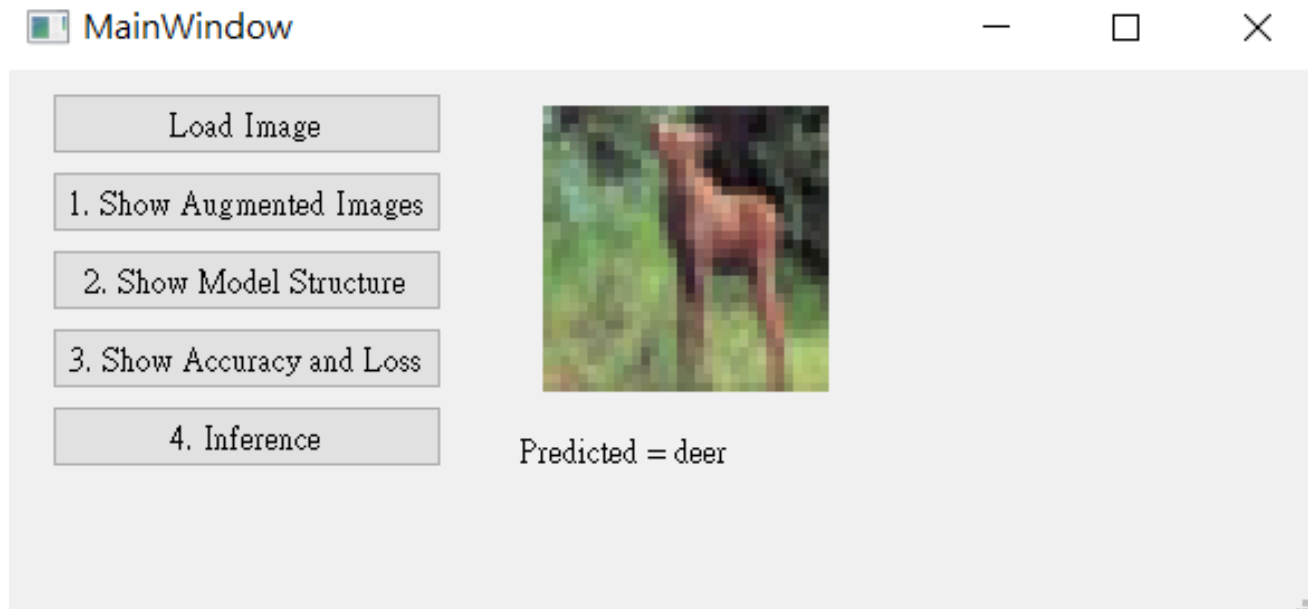 MainWindow
Load Image
1. Show Augmented Images
2. Show Model Structure
3. Show Accuracy and Loss
4. Inference
Predicted = deer